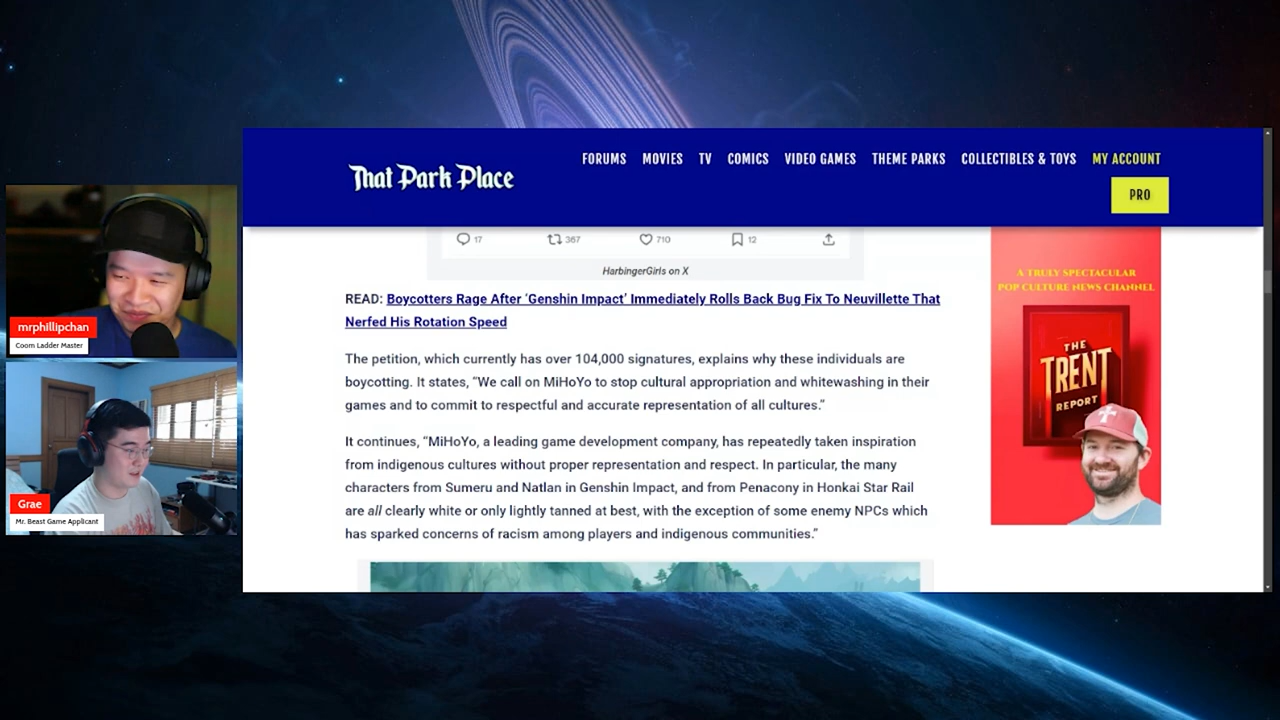 That Park Place
FORUMS MOVIES TV COMICS VIDEO GAMES THEME PARKS COLLECTIBLES & TOYS MY ACCOUNT
PRO
17 367 710 12
HarbingerGirls on X
READ: Boycotters Rage After ‘Genshin Impact’ Immediately Rolls Back Bug Fix To Neuvillette That
Nerfed His Rotation Speed
The petition, which currently has over 104,000 signatures, explains why these individuals are
boycotting. It states, “We call on MiHoYo to stop cultural appropriation and whitewashing in their
games and to commit to respectful and accurate representation of all cultures.”
It continues, “MiHoYo, a leading game development company, has repeatedly taken inspiration
from indigenous cultures without proper representation and respect. In particular, the many
characters from Sumeru and Natlan in Genshin Impact, and from Penacony in Honkai Star Rail
are all clearly white or only lightly tanned at best, with the exception of some enemy NPCs which
has sparked concerns of racism among players and indigenous communities.”
A TRULY SPECTACULAR
POP CULTURE NEWS CHANNEL
THE
TRENT
REPORT
mrphillipchan
Coom Ladder Master
Grae
Mr. Beast Game Applicant